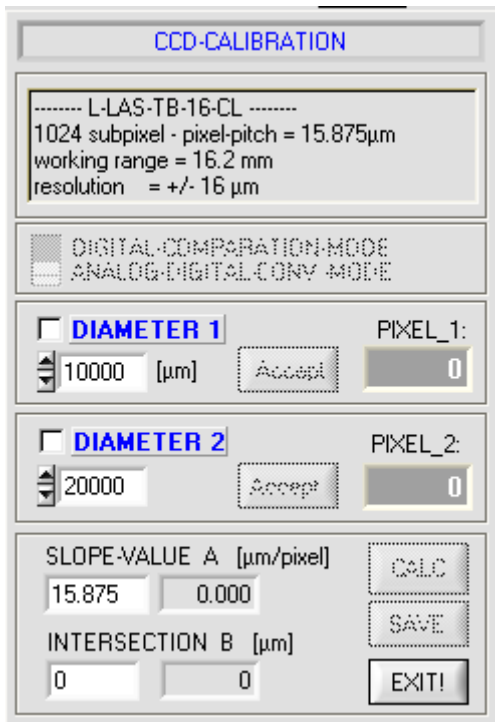 CCD-CALIBRATION
-------- L-LAS-TB-16-CL --------
1024 subpixel - pixel-pitch = 15.875µm
working range = 16.2 mm
resolution = +/- 16 µm
DIGITAL-COMPARATION-MODE
ANALOG-DIGITAL-CONV -MODE
DIAMETER 1 PIXEL_1:
10000 [µm] Accept 0
DIAMETER 2 PIXEL_2:
20000 Accept 0
SLOPE-VALUE A [µm/pixel] CALC
15.875 0.000
INTERSECTION B [µm] SAVE
0 0 EXIT!